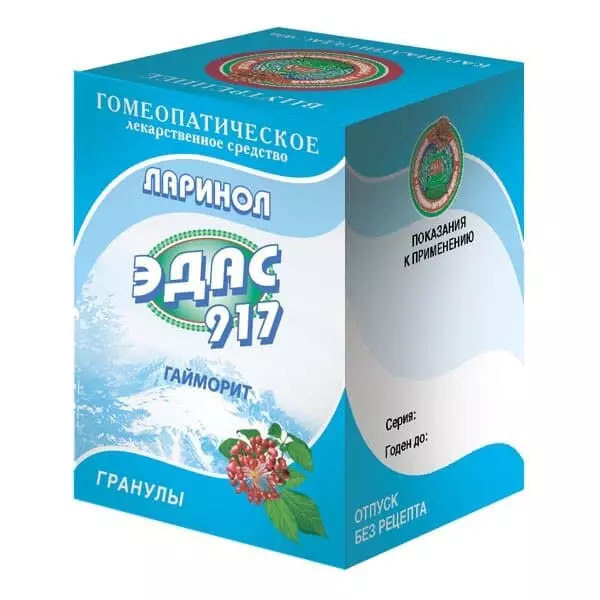 ВНУТРЕННЕЕ
ГОМЕОПАТИЧЕСКОЕ
лекарственное средство
ЛАРИНОЛ
ЭДАС
917
ГАЙМОРИТ
ГРАНУЛЫ
ПОКАЗАНИЯ
К ПРИМЕНЕНИЮ
Серия:
Годен до:
ОТПУСК
БЕЗ РЕЦЕПТА